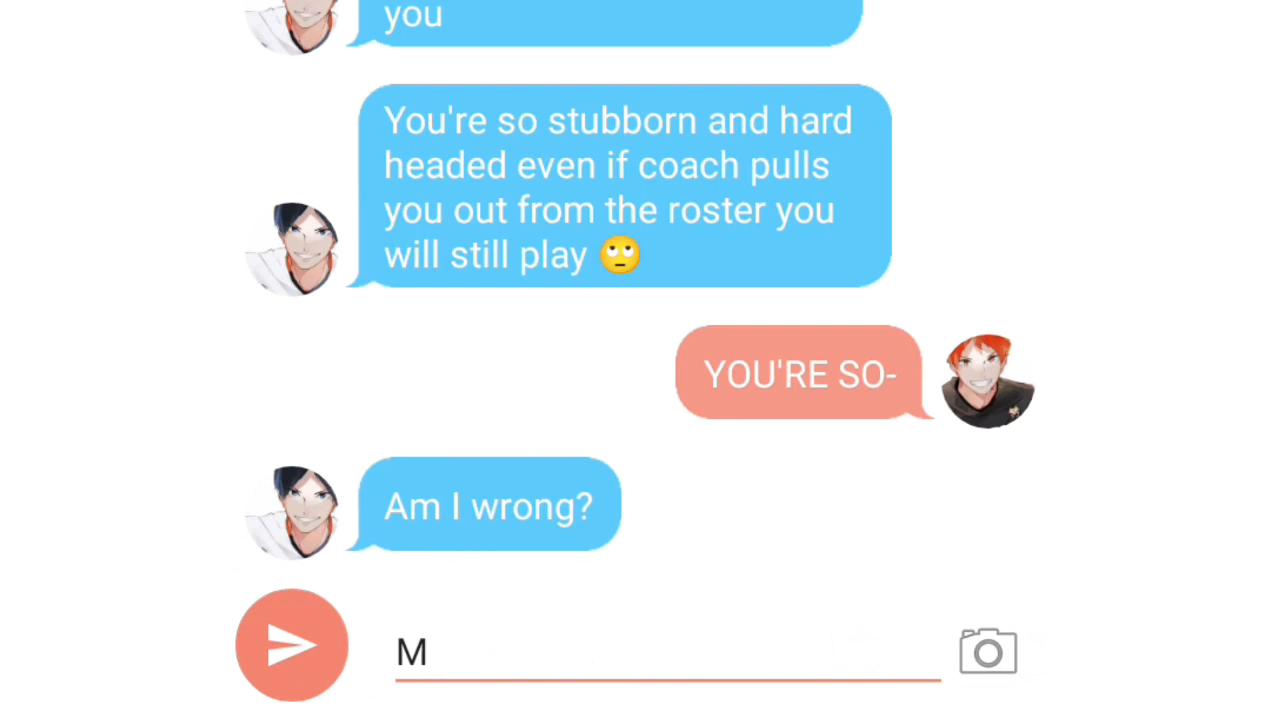 you
You're so stubborn and hard
headed even if coach pulls
you out from the roster you
will still play 🙄
YOU'RE SO-
Am I wrong?
M